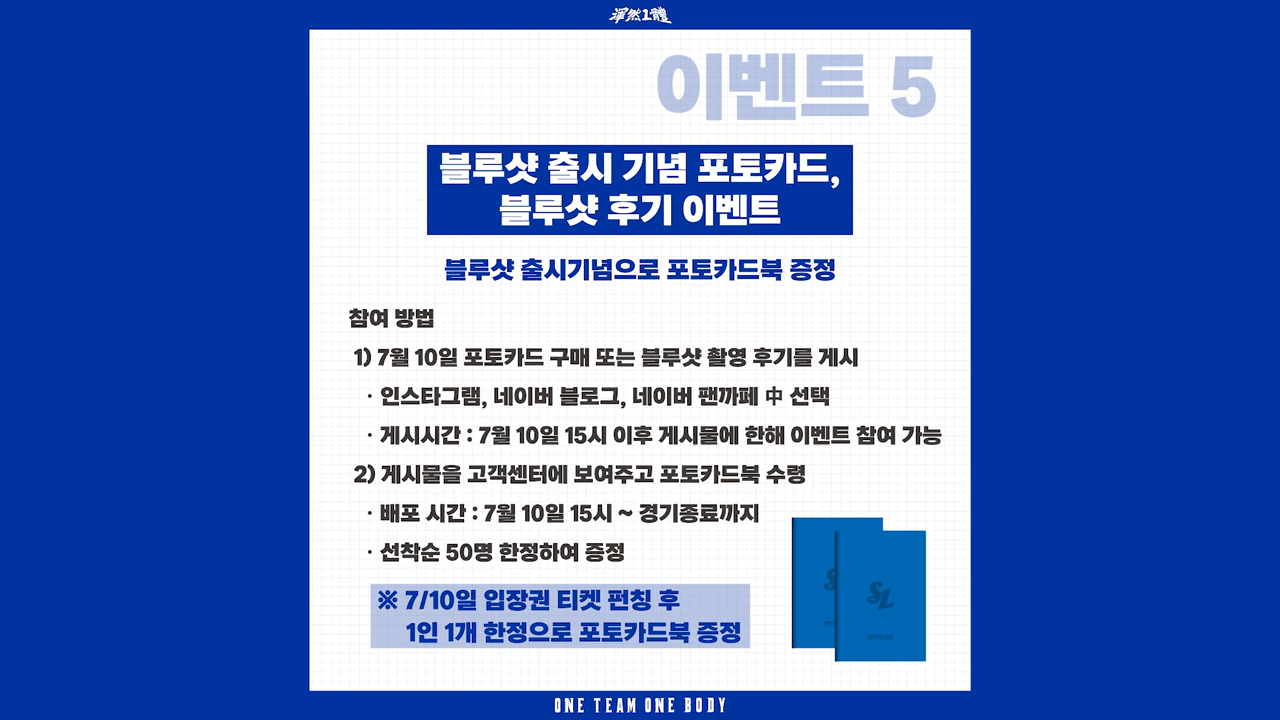 渾然1體
이벤트 5
블루샷 출시 기념 포토카드,
블루샷 후기 이벤트
블루샷 출시기념으로 포토카드북 증정
참여 방법
1) 7월 10일 포토카드 구매 또는 블루샷 촬영 후기를 게시
· 인스타그램, 네이버 블로그, 네이버 팬까페 中 선택
· 게시시간 : 7월 10일 15시 이후 게시물에 한해 이벤트 참여 가능
2) 게시물을 고객센터에 보여주고 포토카드북 수령
· 배포 시간 : 7월 10일 15시 ~ 경기종료까지
· 선착순 50명 한정하여 증정
※ 7/10일 입장권 티켓 펀칭 후
1인 1개 한정으로 포토카드북 증정
SL
ONE TEAM ONE BODY